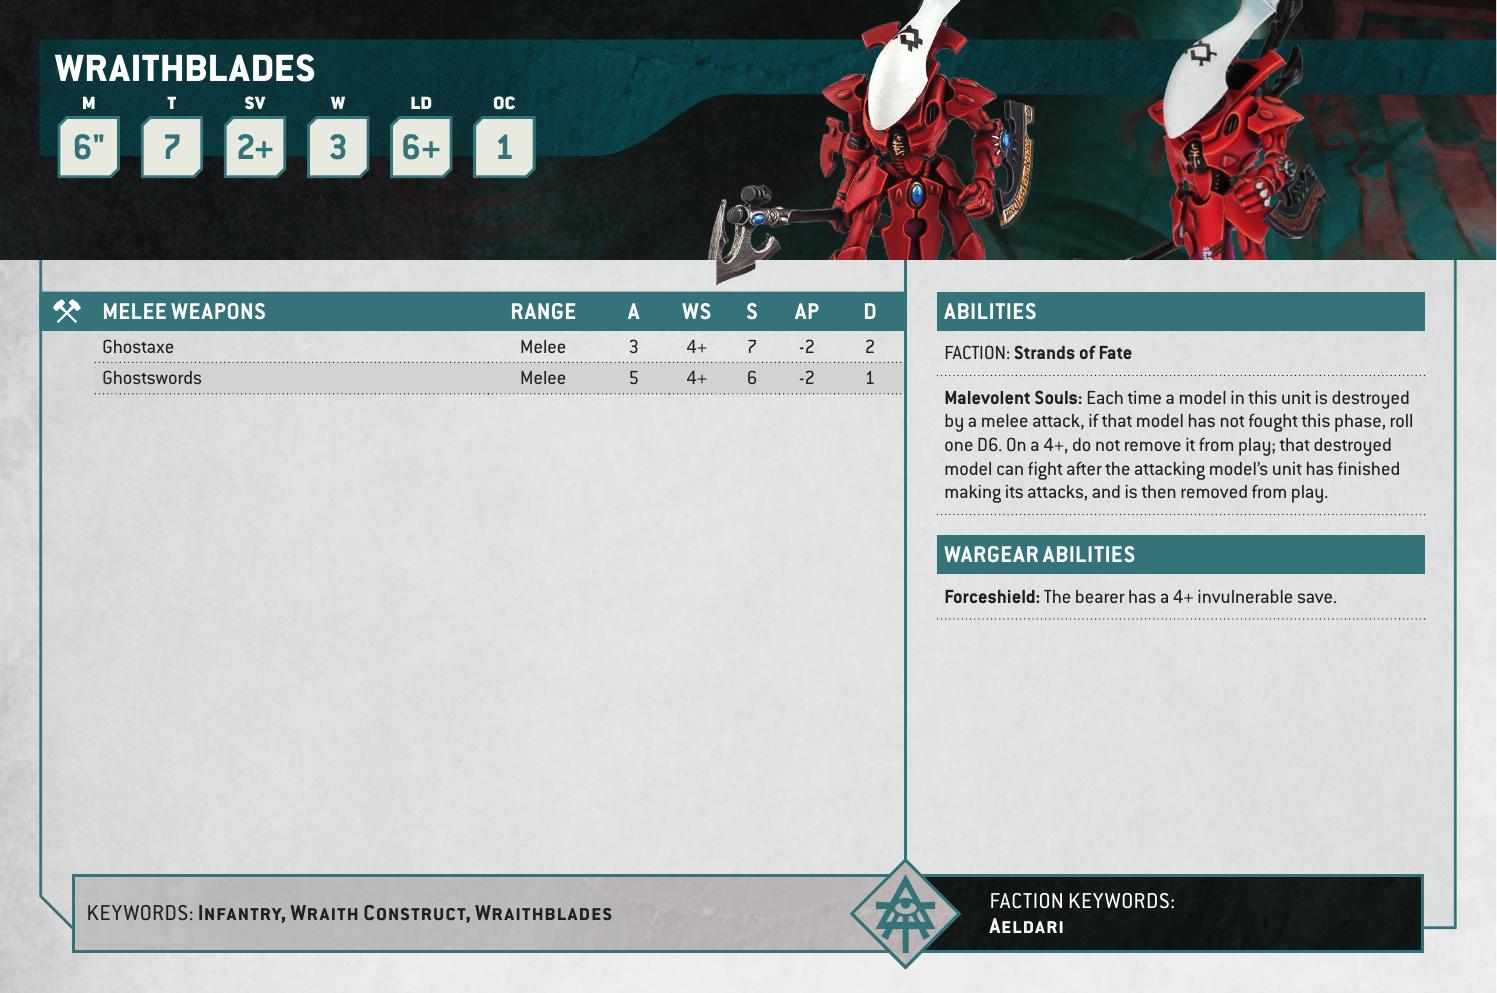 WRAITHBLADES
M T SV W LD OC
6" 7 2+ 3 6+ 1
MELEE WEAPONS RANGE A WS S AP D
Ghostaxe Melee 3 4+ 7 -2 2
Ghostswords Melee 5 4+ 6 -2 1
ABILITIES
FACTION: Strands of Fate
Malevolent Souls: Each time a model in this unit is destroyed
by a melee attack, if that model has not fought this phase, roll
one D6. On a 4+, do not remove it from play; that destroyed
model can fight after the attacking model's unit has finished
making its attacks, and is then removed from play.
WARGEAR ABILITIES
Forceshield: The bearer has a 4+ invulnerable save.
KEYWORDS: INFANTRY, WRAITH CONSTRUCT, WRAITHBLADES
FACTION KEYWORDS:
AELDARI